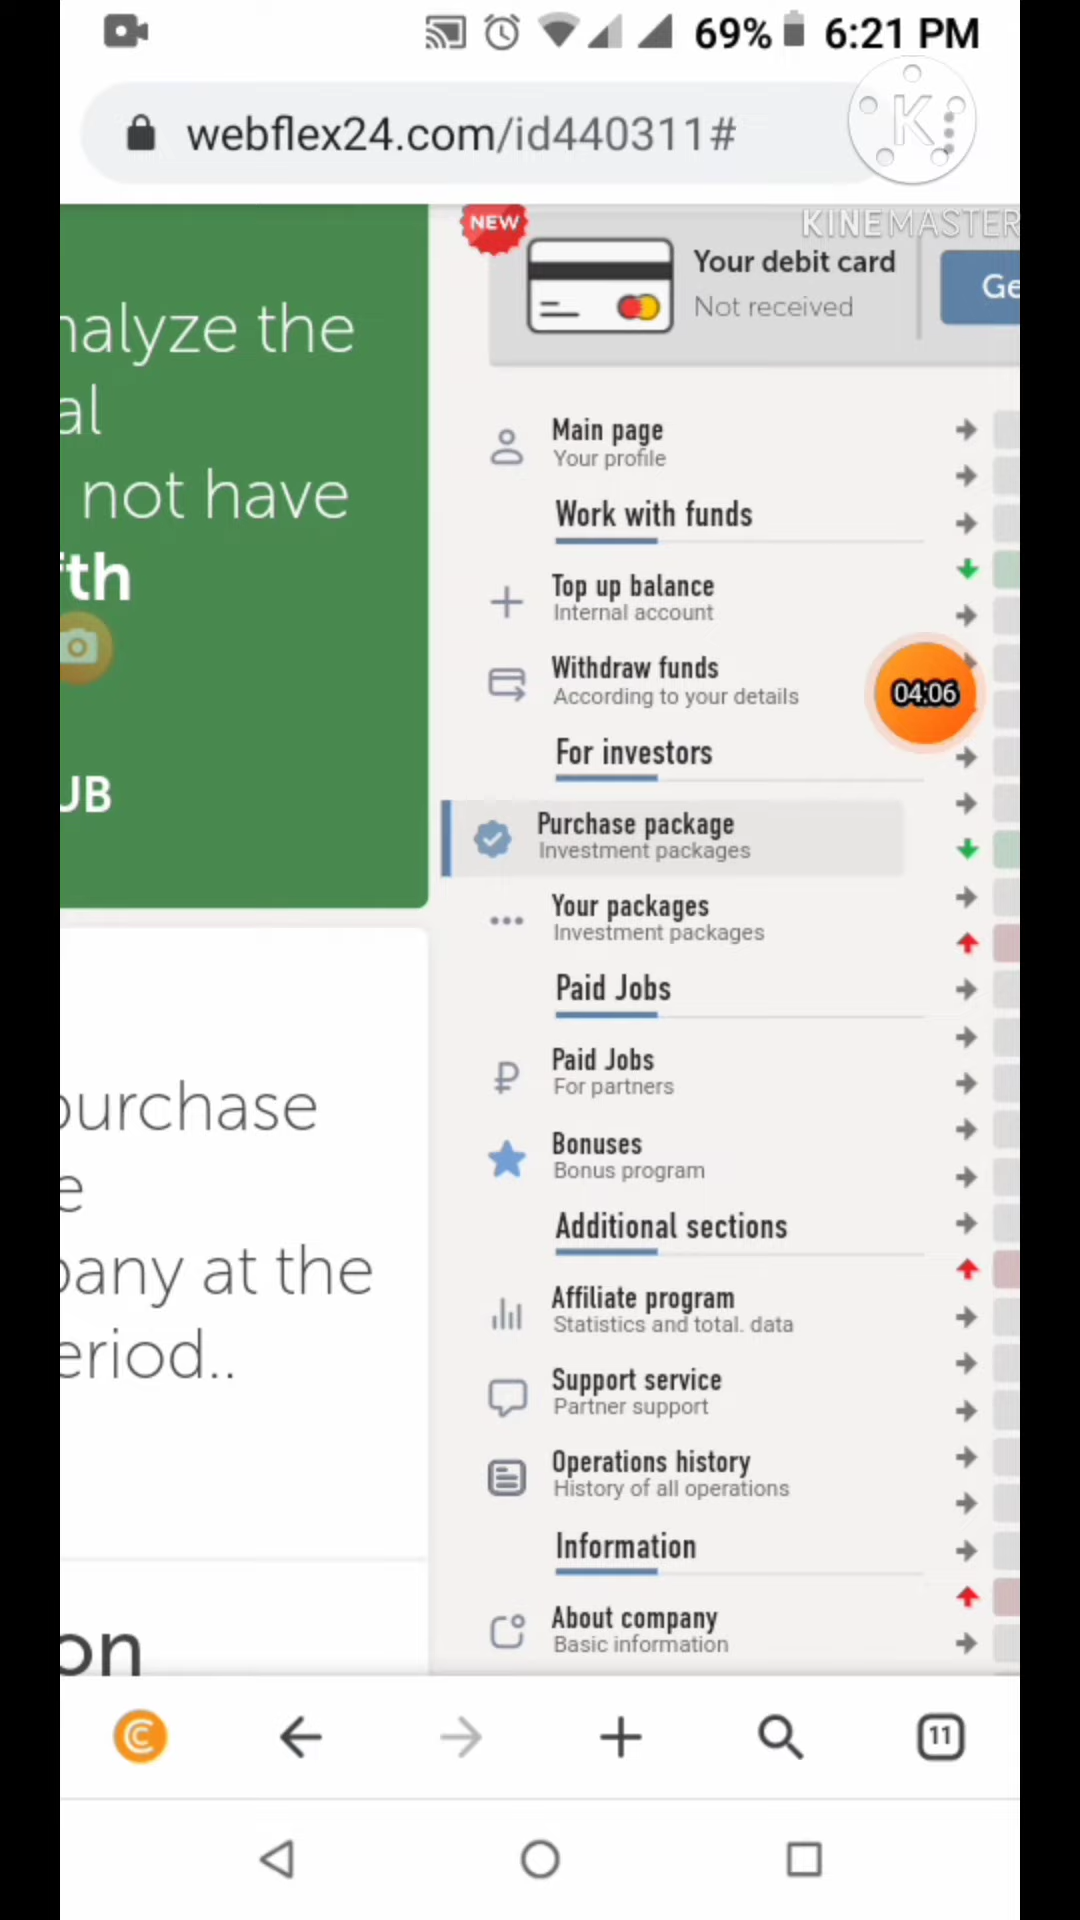 69% 6:21 PM
webflex24.com/id440311#
K
KINEMASTER
NEW
Your debit card
Not received
nalyze the
al
not have
th
UB
Main page
Your profile
Work with funds
Top up balance
Internal account
Withdraw funds
According to your details
04:06
For investors
Purchase package
Investment packages
Your packages
Investment packages
Paid Jobs
Paid Jobs
For partners
Bonuses
Bonus program
Additional sections
Affiliate program
Statistics and total. data
Support service
Partner support
Operations history
History of all operations
Information
About company
Basic information
purchase
e
pany at the
eriod..
on
11